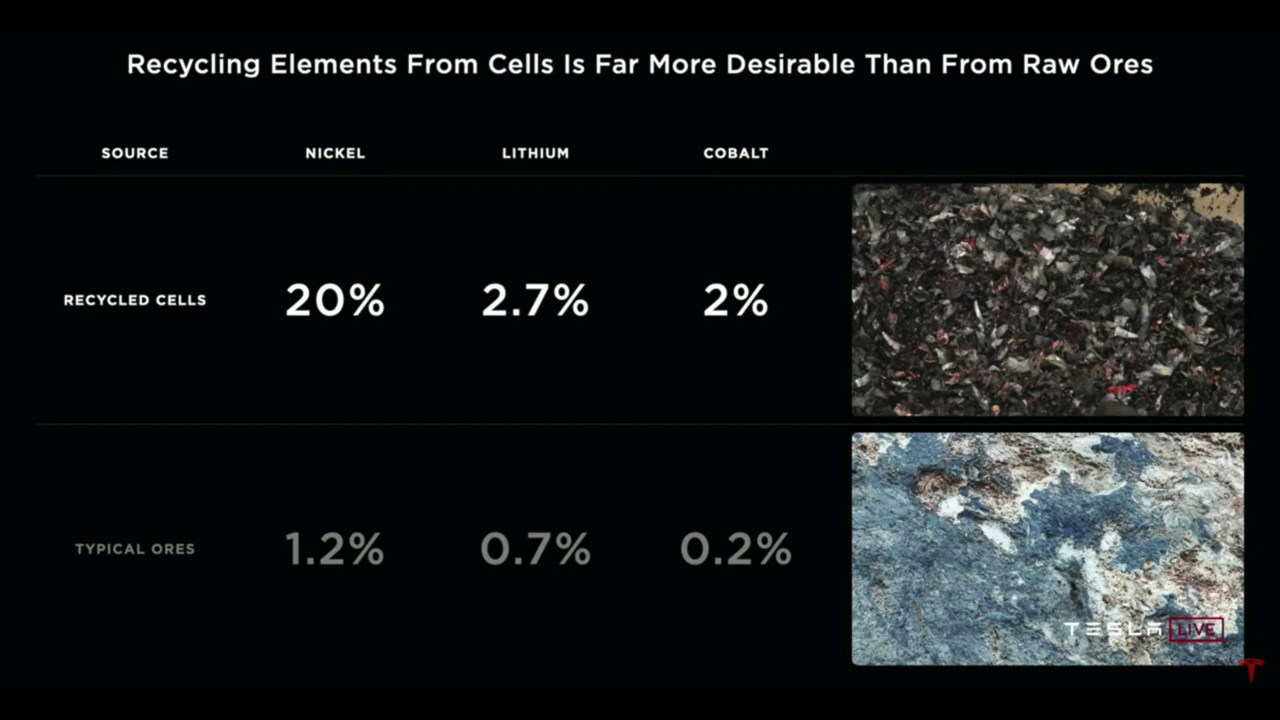 Recycling Elements From Cells Is Far More Desirable Than From Raw Ores
SOURCE NICKEL LITHIUM COBALT
RECYCLED CELLS 20% 2.7% 2%
TYPICAL ORES 1.2% 0.7% 0.2%
TESLA LIVE